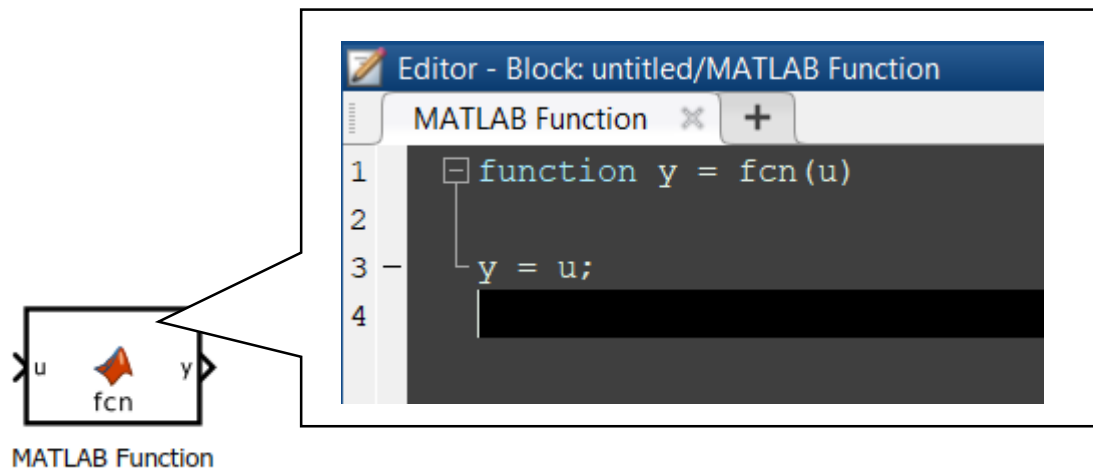 Editor - Block: untitled/MATLAB Function
MATLAB Function
1 function y = fcn(u)
2
3 y = u;
4
u y
fcn
MATLAB Function